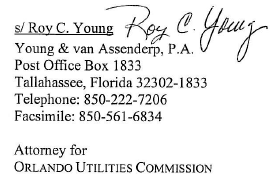 s/ Roy C. Young Roy C. Young
Young & van Assenderp, P.A.
Post Office Box 1833
Tallahassee, Florida 32302-1833
Telephone: 850-222-7206
Facsimile: 850-561-6834
Attorney for
ORLANDO UTILITIES COMMISSION